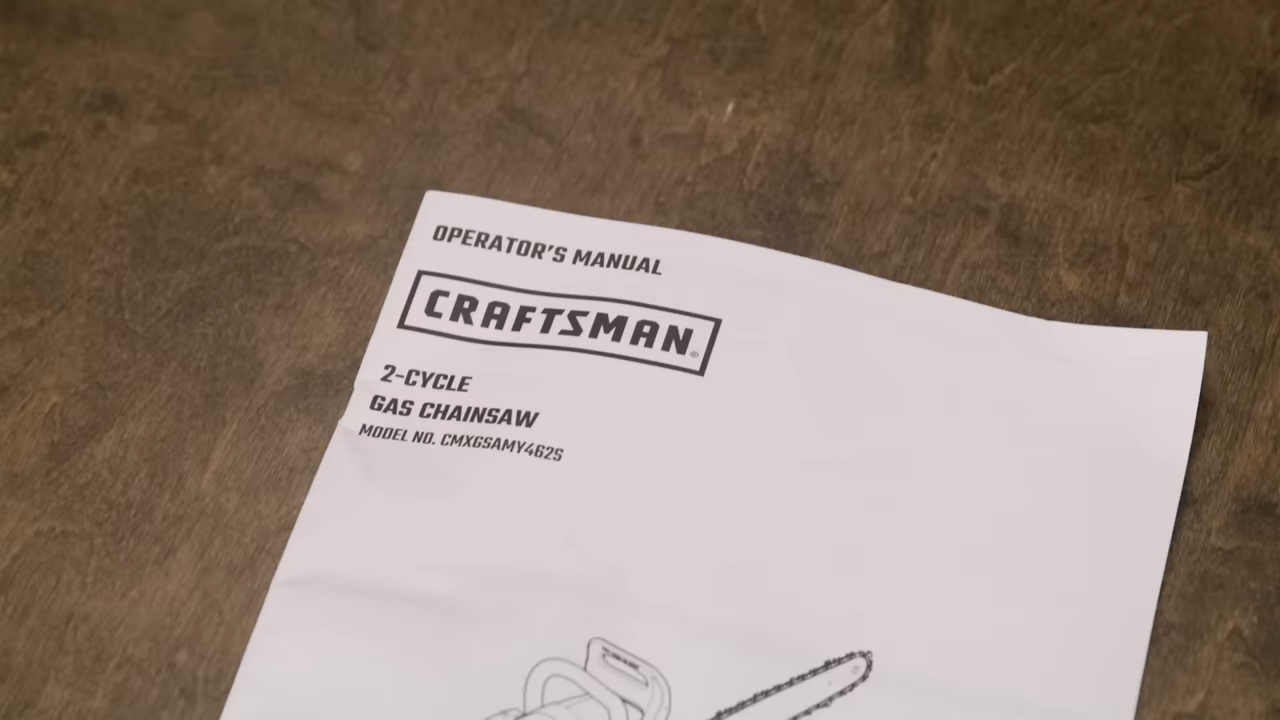 OPERATOR'S MANUAL
CRAFTSMAN®
2-CYCLE
GAS CHAINSAW
MODEL NO. CMXGSAMY462S